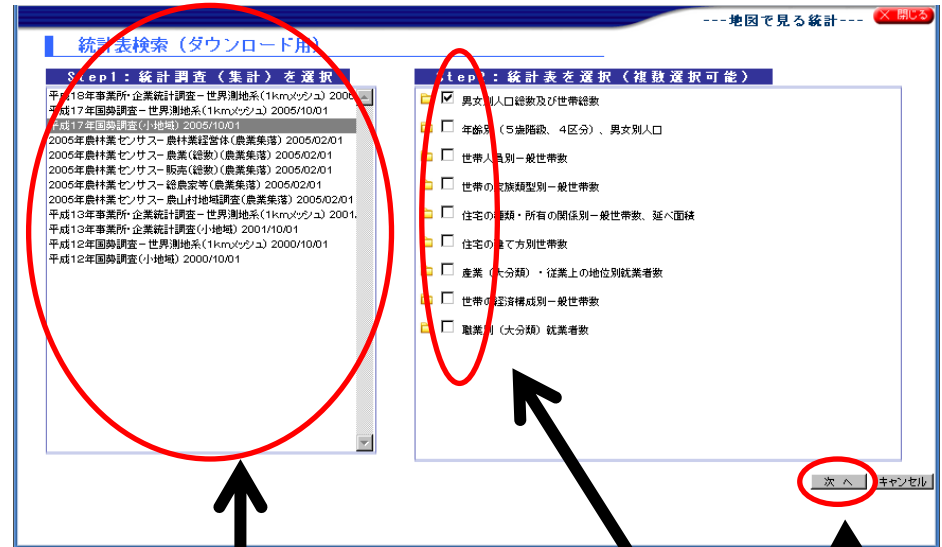 ---地図で見る統計---
× 閉じる
統計表検索（ダウンロード用）
Step1：統計調査（集計）を選択
平成18年事業所・企業統計調査－世界測地系(1kmメッシュ) 2006
平成17年国勢調査－世界測地系(1kmメッシュ) 2005/10/01
平成17年国勢調査(小地域) 2005/10/01
2005年農林業センサス－農林業経営体(農業集落) 2005/02/01
2005年農林業センサス－農業(総数)(農業集落) 2005/02/01
2005年農林業センサス－販売(総数)(農業集落) 2005/02/01
2005年農林業センサス－総農家等(農業集落) 2005/02/01
2005年農林業センサス－農山村地域調査(農業集落) 2005/02/01
平成13年事業所・企業統計調査－世界測地系(1kmメッシュ) 2001.
平成13年事業所・企業統計調査(小地域) 2001/10/01
平成12年国勢調査－世界測地系(1kmメッシュ) 2000/10/01
平成12年国勢調査(小地域) 2000/10/01
Step2：統計表を選択（複数選択可能）
男女別人口総数及び世帯総数
年齢別（5歳階級、4区分）、男女別人口
世帯人員別一般世帯数
世帯の家族類型別一般世帯数
住宅の種類・所有の関係別一般世帯数、延べ面積
住宅の建て方別世帯数
産業（大分類）・従業上の地位別就業者数
世帯の経済構成別一般世帯数
職業別（大分類）就業者数
次へ
キャンセル